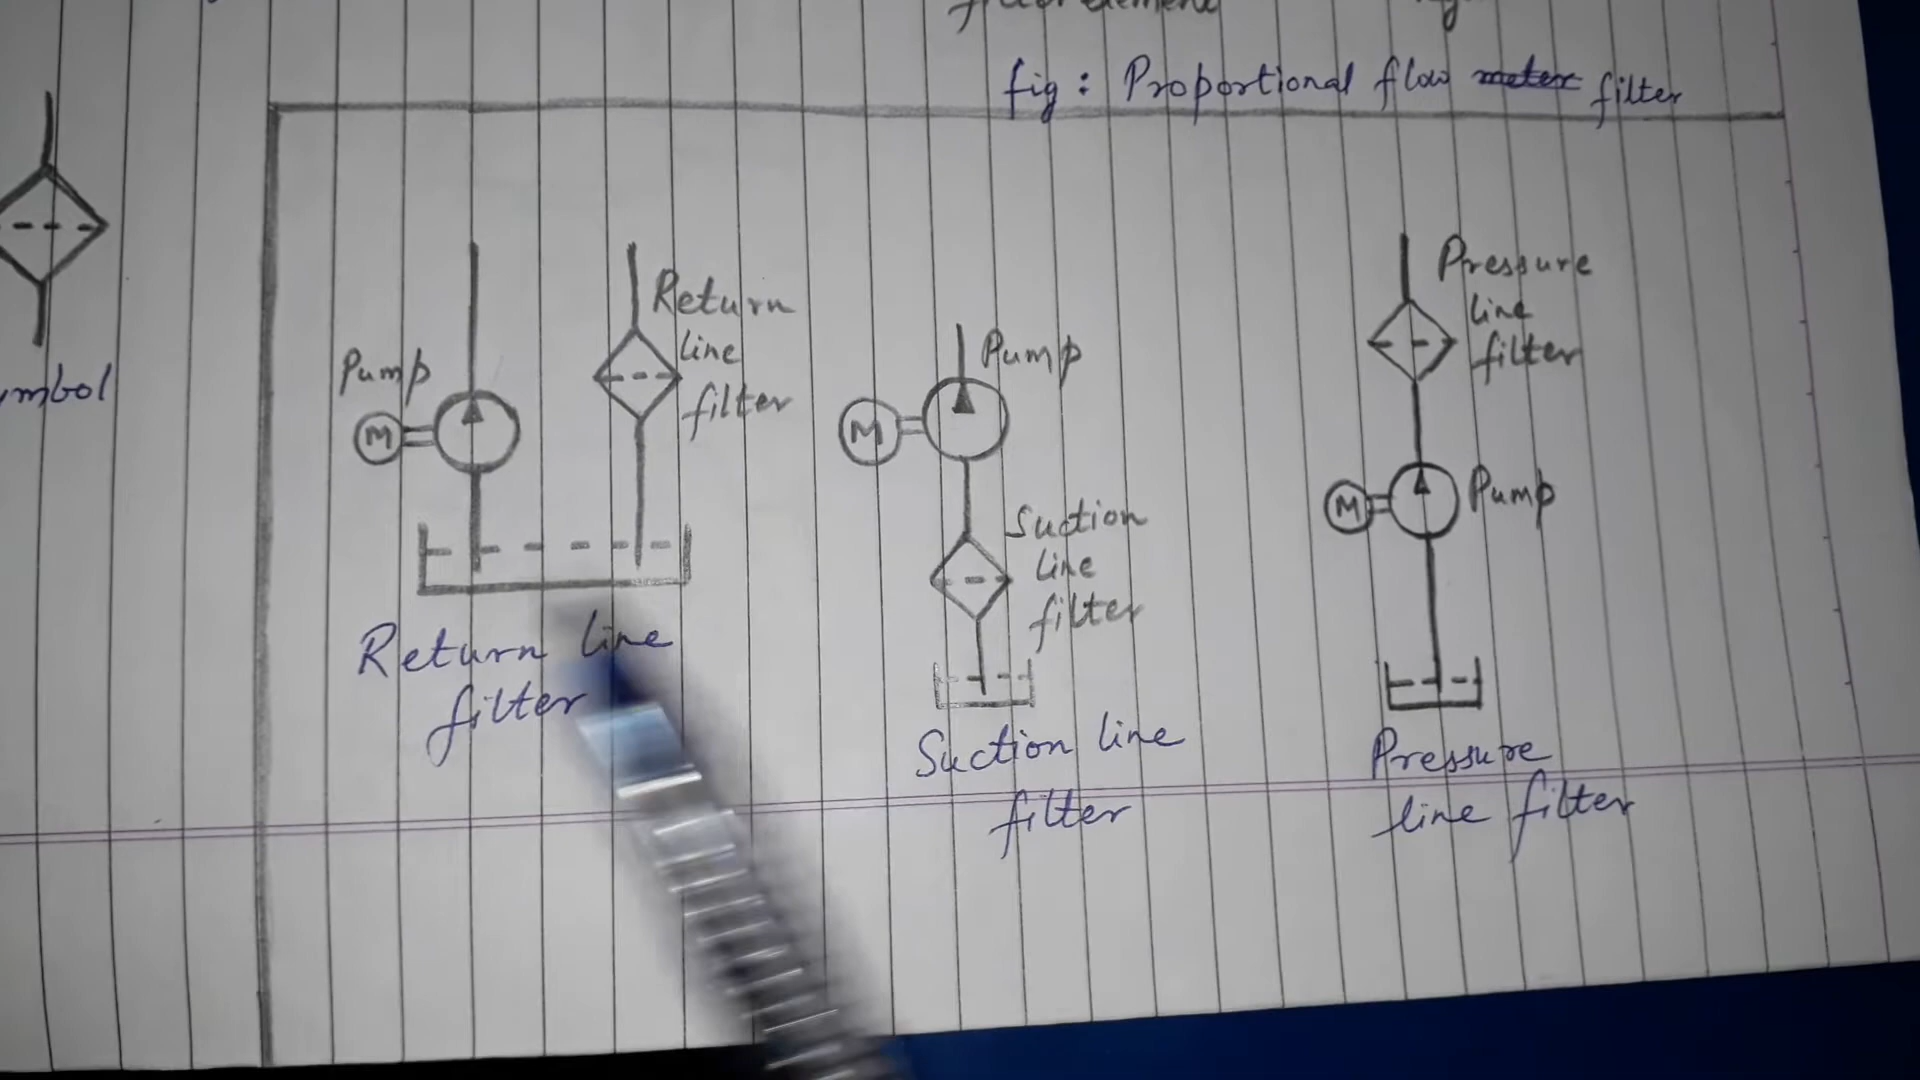 fig : Proportional flow meter filter
ymbol
Pump
M
Return
line
filter
Return line
filter
Pump
M
Suction
line
filter
Suction line
filter
Pressure
line
filter
M
Pump
Pressure
line filter